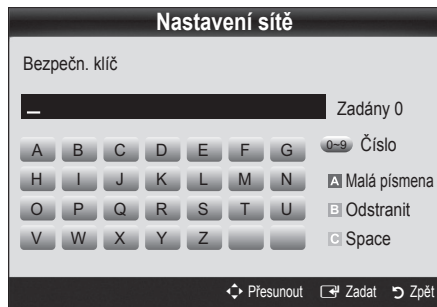 Nastavení sítě
Bezpečn. klíč
_
Zadány 0
A B C D E F G
0~9 Číslo
H I J K L M N
A Malá písmena
O P Q R S T U
B Odstranit
V W X Y Z
C Space
Přesunout Zadat Zpět